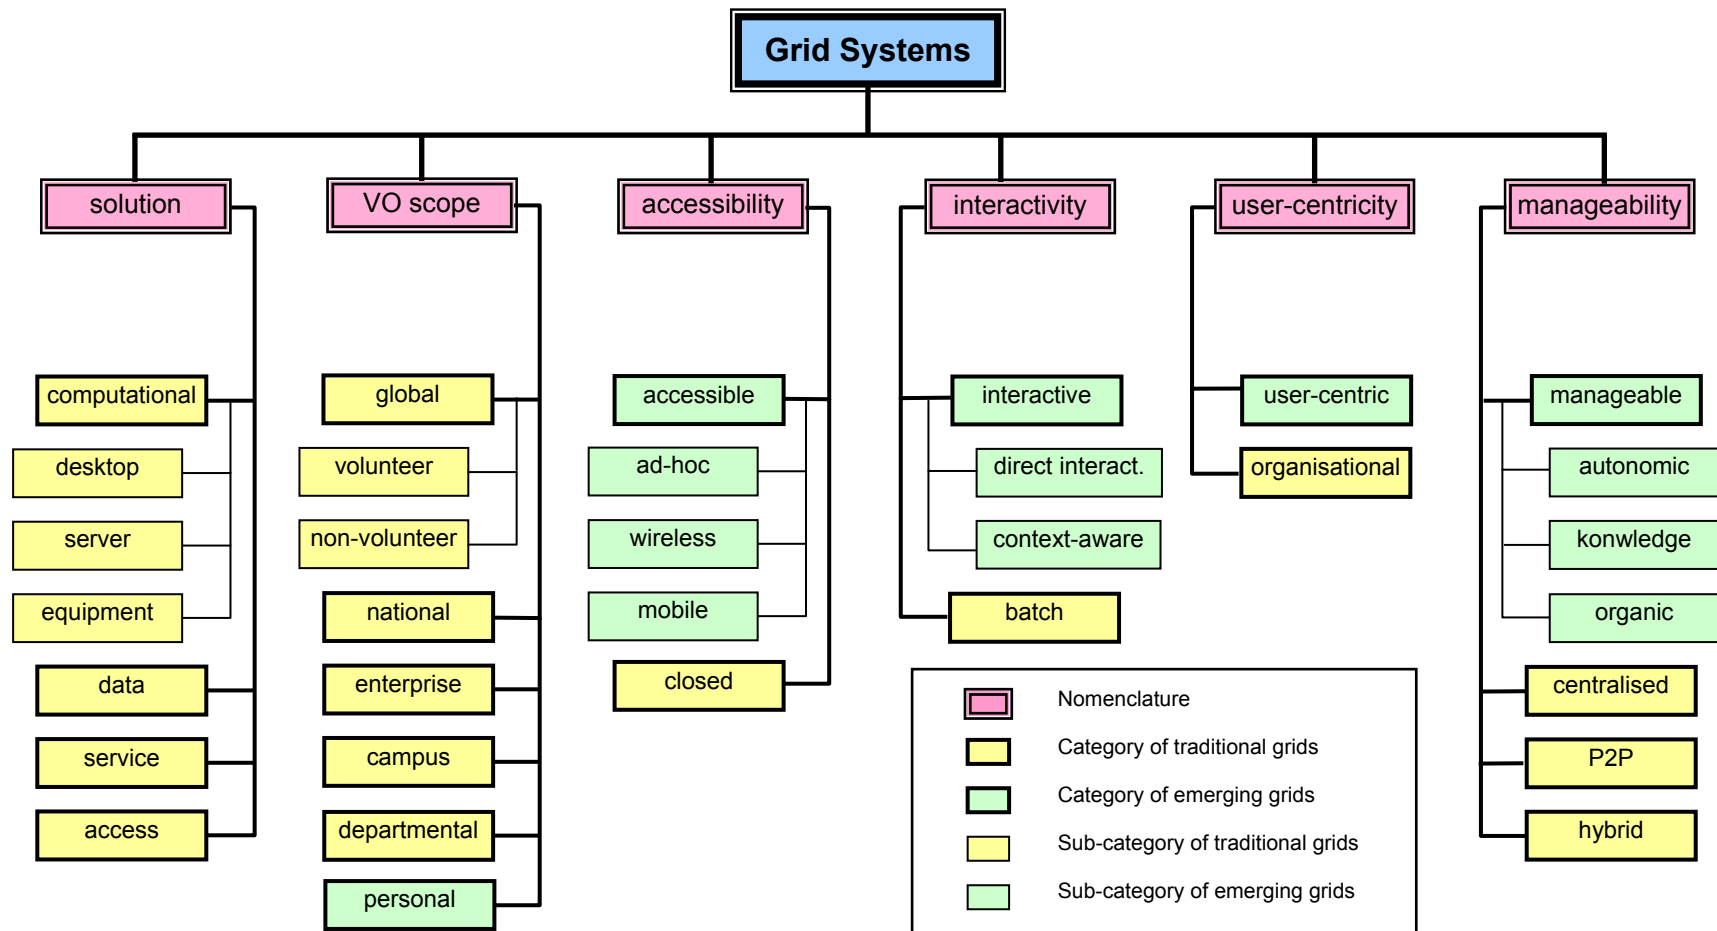 Grid Systems
solution
VO scope
accessibility
interactivity
user-centricity
manageability
computational
desktop
server
equipment
data
service
access
global
volunteer
non-volunteer
national
enterprise
campus
departmental
personal
accessible
ad-hoc
wireless
mobile
closed
interactive
direct interact.
context-aware
batch
user-centric
organisational
manageable
autonomic
konwledge
organic
centralised
P2P
hybrid
Nomenclature
Category of traditional grids
Category of emerging grids
Sub-category of traditional grids
Sub-category of emerging grids